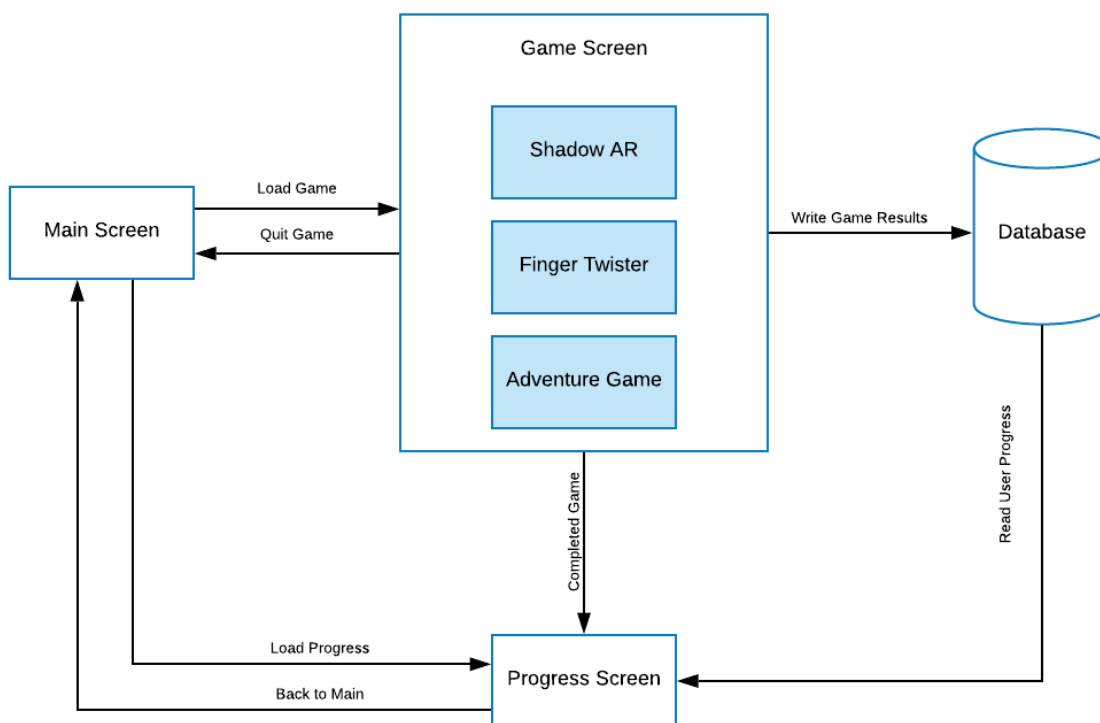 Game Screen
Shadow AR
Load Game
Main Screen
Write Game Results
Database
Quit Game
Finger Twister
Adventure Game
Completed Game
Read User Progress
Load Progress
Progress Screen
Back to Main